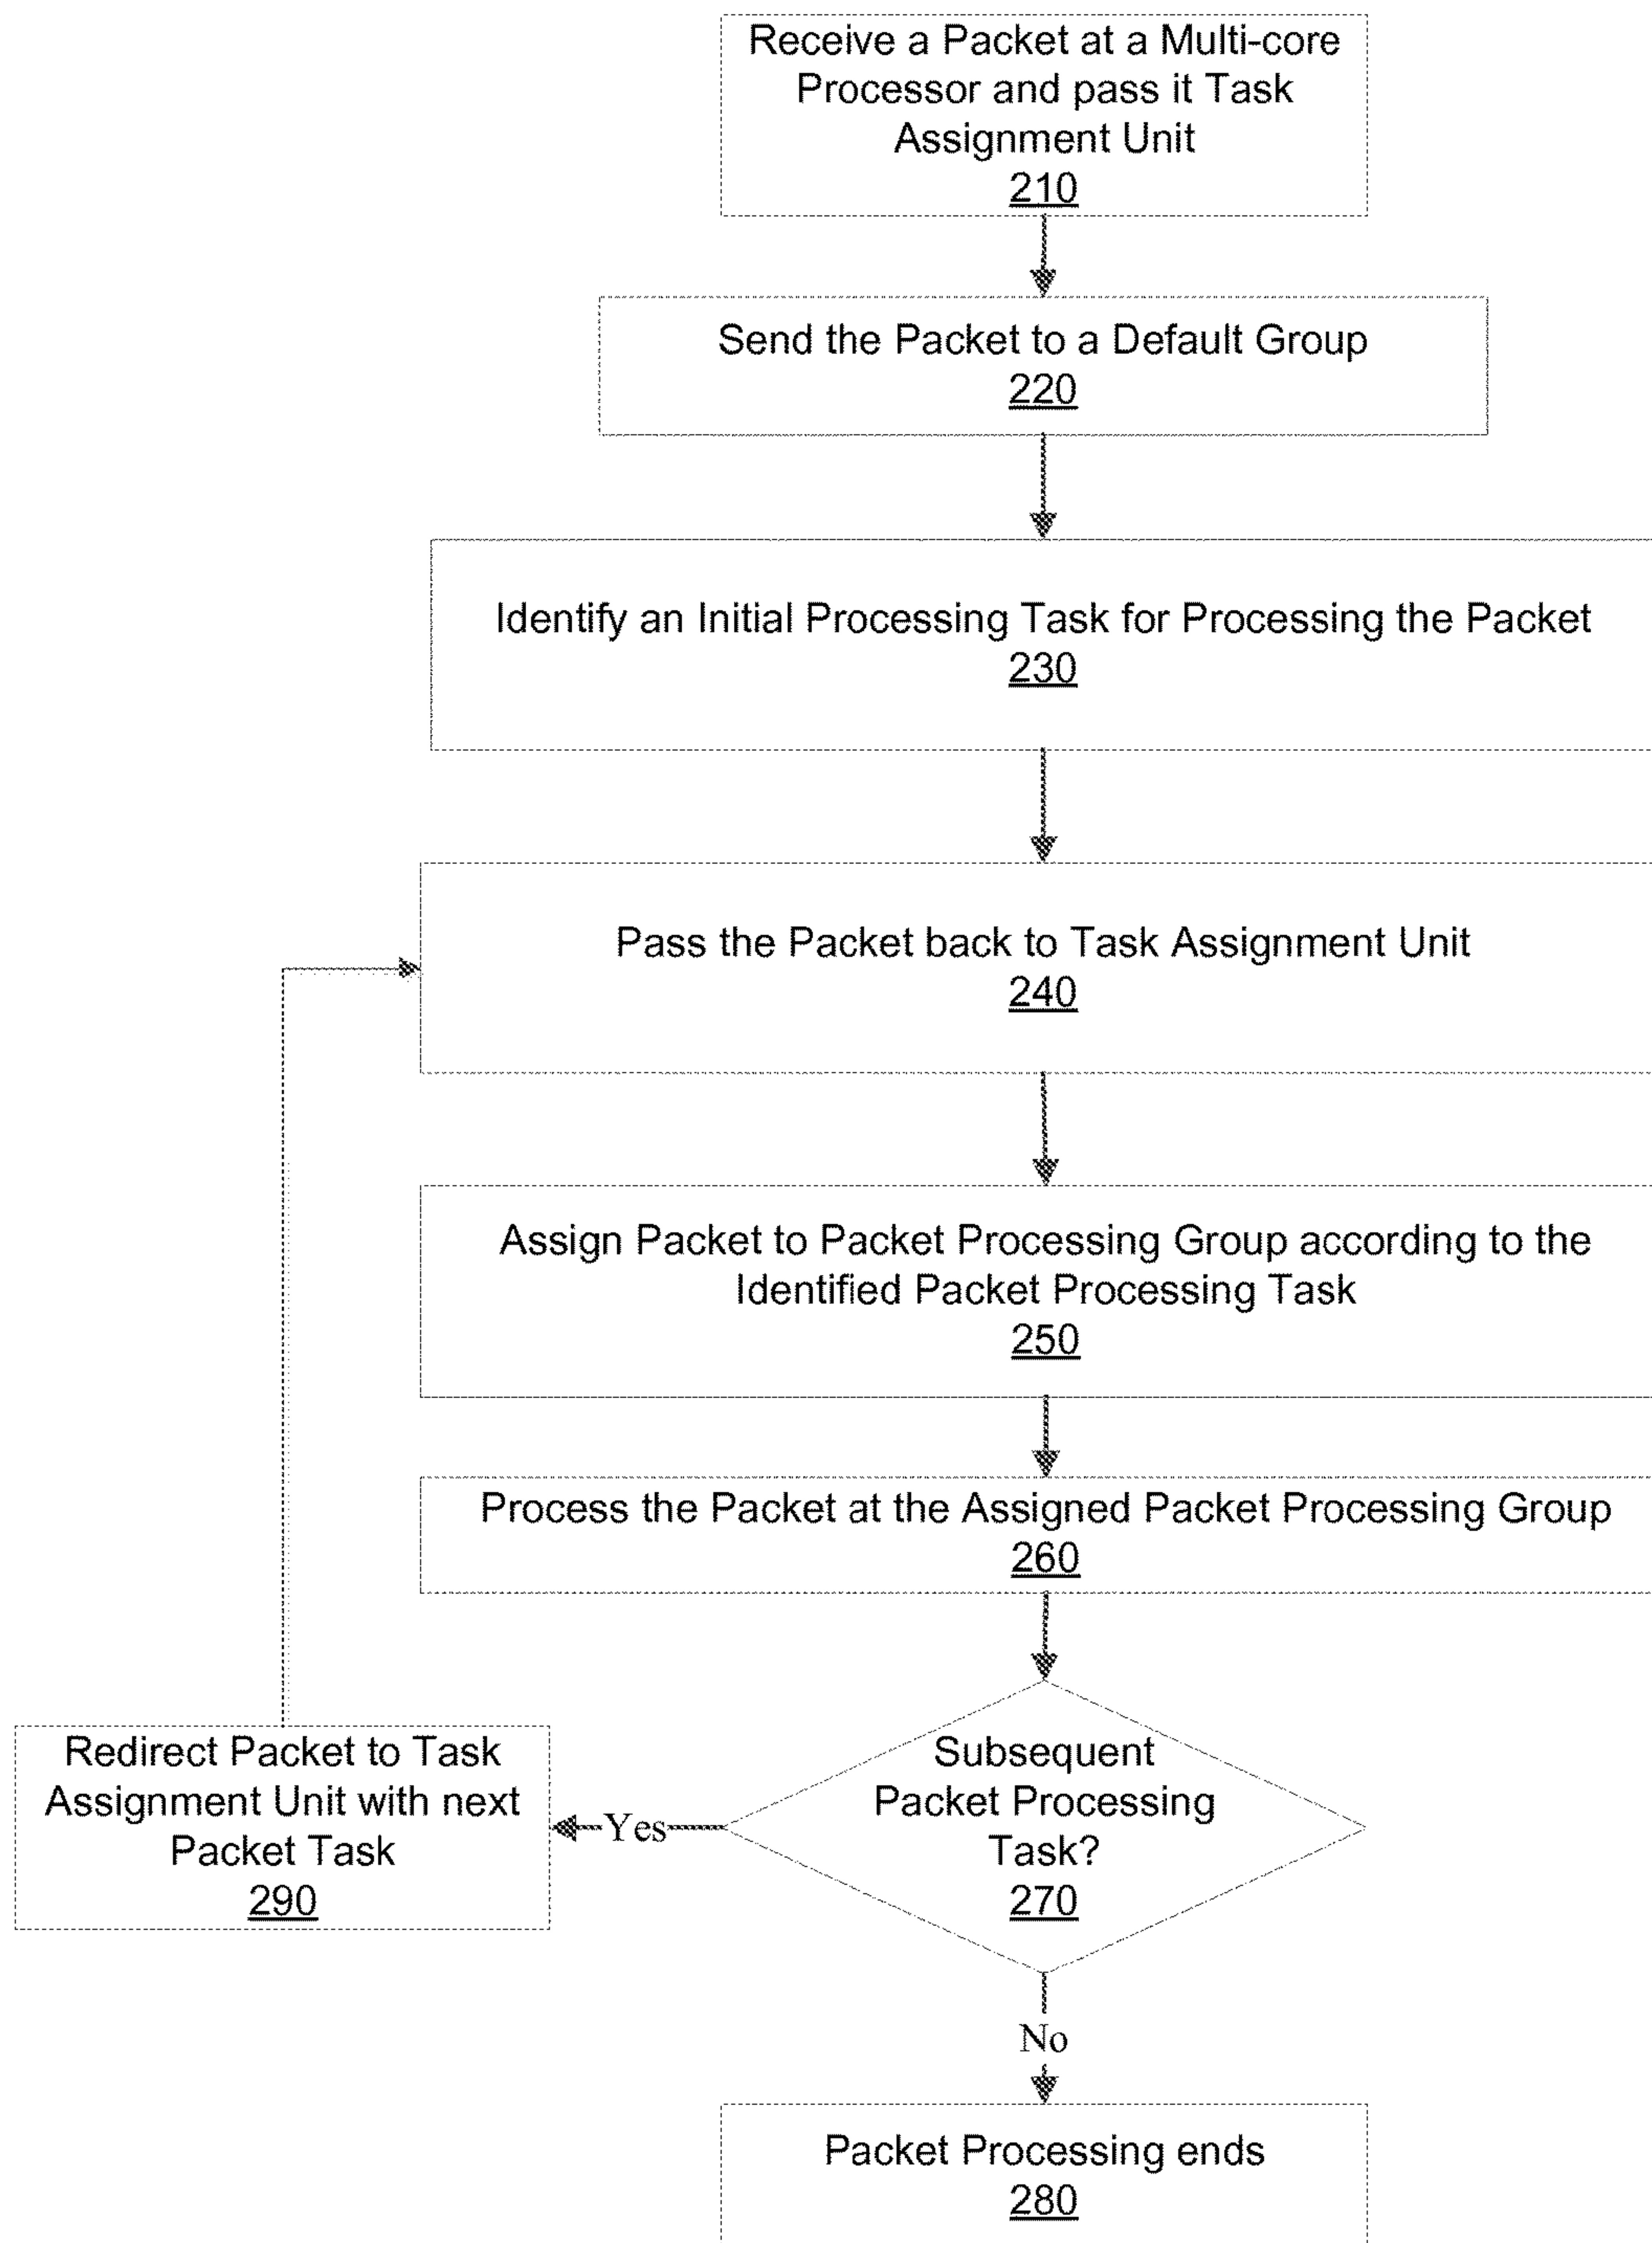 Receive a Packet at a Multi-core
Processor and pass it Task
Assignment Unit
210
Send the Packet to a Default Group
220
Identify an Initial Processing Task for Processing the Packet
230
Pass the Packet back to Task Assignment Unit
240
Assign Packet to Packet Processing Group according to the
Identified Packet Processing Task
250
Process the Packet at the Assigned Packet Processing Group
260
Subsequent
Packet Processing
Task?
270
Yes
Redirect Packet to Task
Assignment Unit with next
Packet Task
290
No
Packet Processing ends
280